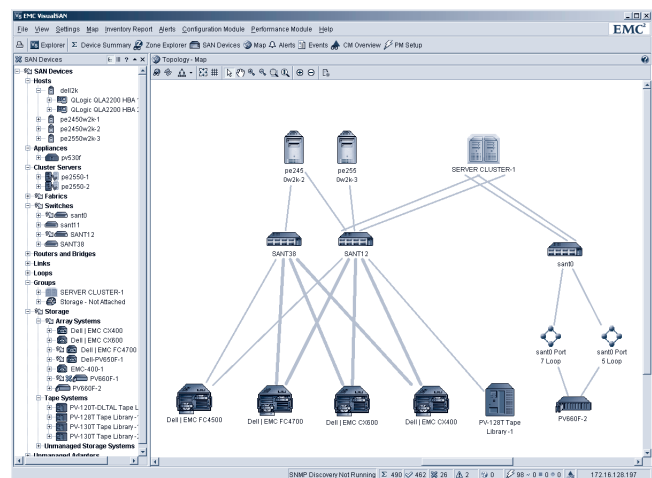 EMC VisualSAN
File View Settings Map Inventory Report Alerts Configuration Module Performance Module Help
EMC²
Explorer Σ Device Summary Zone Explorer SAN Devices Map Alerts Events CM Overview PM Setup
SAN Devices
Topology - Map
SAN Devices
Hosts
dell2k
QLogic QLA2200 HBA
QLogic QLA2200 HBA
pe2450w2k-1
pe2450w2k-2
pe2550w2k-3
Appliances
pv530f
Cluster Servers
pe2550-1
pe2550-2
Fabrics
Switches
sant0
sant11
SANT12
SANT38
Routers and Bridges
Links
Loops
Groups
SERVER CLUSTER-1
Storage - Not Attached
Storage
Array Systems
Dell | EMC CX400
Dell | EMC CX600
Dell | EMC FC4700
Dell-PV650F-1
EMC-400-1
PV660F-1
PV660F-2
Tape Systems
PV-120T-DLTAL Tape L
PV-128T Tape Library -
PV-130T Tape Library -
PV-130T Tape Library -
Unmanaged Storage Systems
Unmanaged Adapters
pe245
0w2k-2
pe255
0w2k-3
SERVER CLUSTER-1
SANT38
SANT12
sant0
sant0 Port
7 Loop
sant0 Port
5 Loop
Dell | EMC FC4500
Dell | EMC FC4700
Dell | EMC CX600
Dell | EMC CX400
PV-128T Tape
Library -1
PV660F-2
SNMP Discovery Not Running Σ 490 462 26 2 0 98 ~ 0 = 0 ÷ 0 172.16.128.197